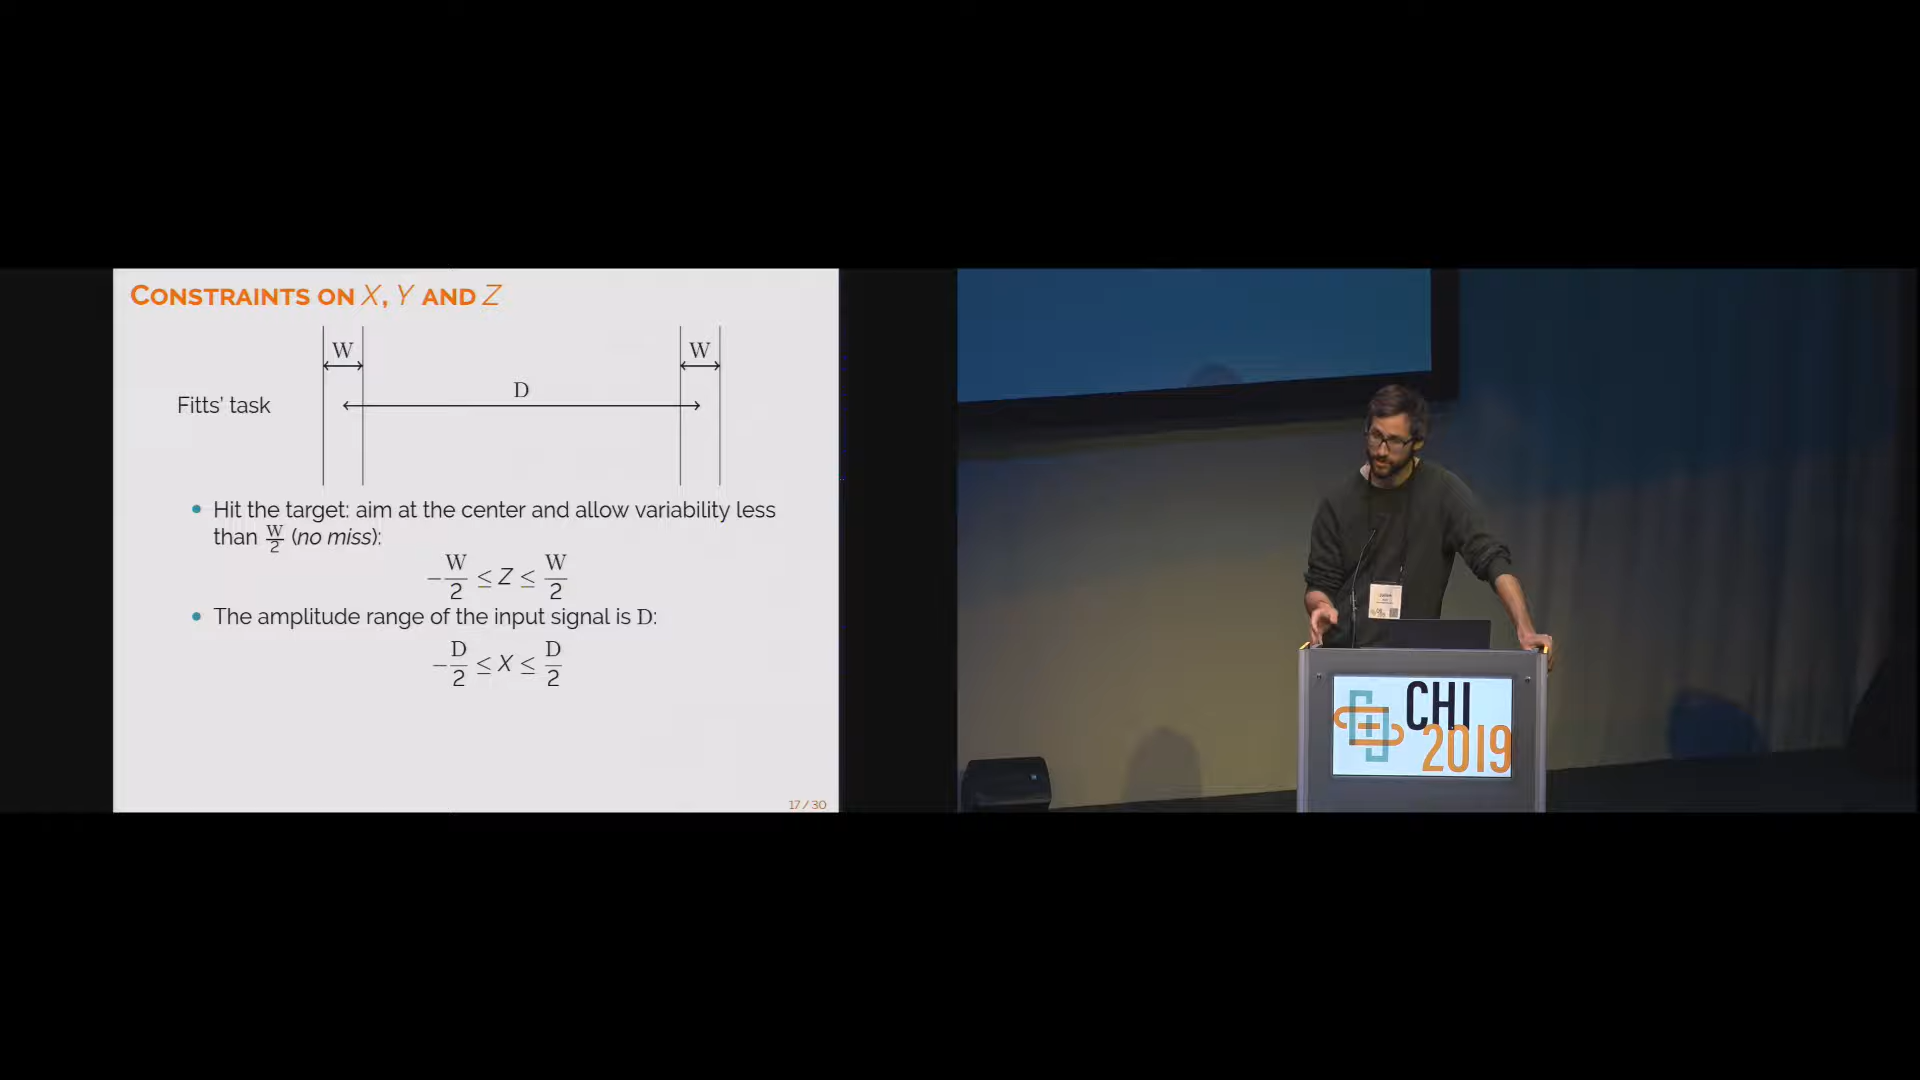 CONSTRAINTS ON X, Y AND Z
W
W
D
Fitts' task
Hit the target: aim at the center and allow variability less
than W/2 (no miss):
−W/2 ≤ Z ≤ W/2
The amplitude range of the input signal is D:
−D/2 ≤ X ≤ D/2
17 / 30
CHI
2019